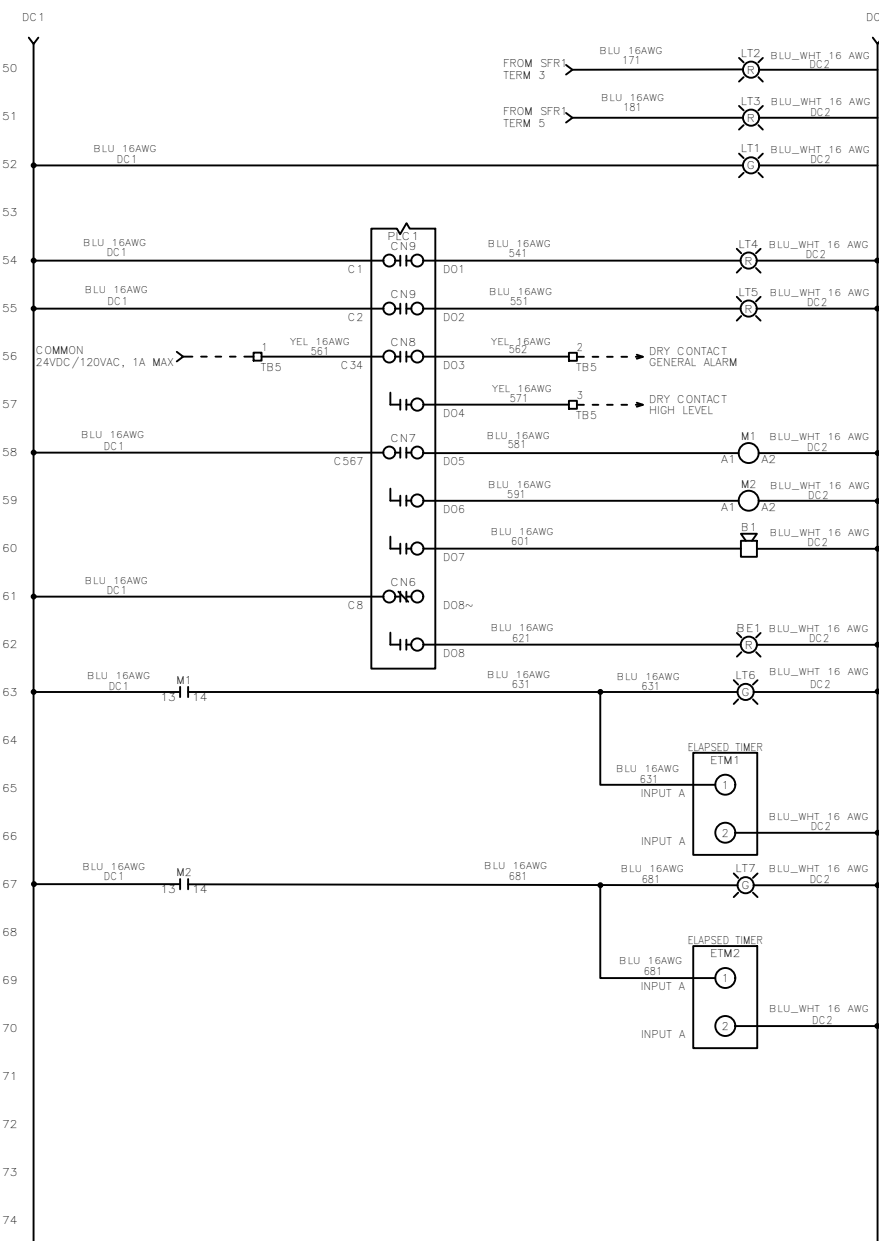 DC1
DC
50
FROM SFR1
TERM 3
BLU 16AWG
171
LT2
R
BLU_WHT 16 AWG
DC2
51
FROM SFR1
TERM 5
BLU 16AWG
181
LT3
R
BLU_WHT 16 AWG
DC2
52
BLU 16AWG
DC1
LT1
G
BLU_WHT 16 AWG
DC2
53
PLC1
54
BLU 16AWG
DC1
C1
CN9
DO1
BLU 16AWG
541
LT4
R
BLU_WHT 16 AWG
DC2
55
BLU 16AWG
DC1
C2
CN9
DO2
BLU 16AWG
551
LT5
R
BLU_WHT 16 AWG
DC2
56
COMMON
24VDC/120VAC, 1A MAX
1
TB5
YEL 16AWG
561
C34
CN8
DO3
YEL 16AWG
562
2
TB5
DRY CONTACT
GENERAL ALARM
57
DO4
YEL 16AWG
571
3
TB5
DRY CONTACT
HIGH LEVEL
58
BLU 16AWG
DC1
C567
CN7
DO5
BLU 16AWG
581
M1
A1 A2
BLU_WHT 16 AWG
DC2
59
DO6
BLU 16AWG
591
M2
A1 A2
BLU_WHT 16 AWG
DC2
60
DO7
BLU 16AWG
601
B1
BLU_WHT 16 AWG
DC2
61
BLU 16AWG
DC1
C8
CN6
DO8~
62
DO8
BLU 16AWG
621
BE1
R
BLU_WHT 16 AWG
DC2
63
BLU 16AWG
DC1
M1
13 14
BLU 16AWG
631
BLU 16AWG
631
LT6
G
BLU_WHT 16 AWG
DC2
64
ELAPSED TIMER
ETM1
65
BLU 16AWG
631
INPUT A
1
66
INPUT A
2
BLU_WHT 16 AWG
DC2
67
BLU 16AWG
DC1
M2
13 14
BLU 16AWG
681
BLU 16AWG
681
LT7
G
BLU_WHT 16 AWG
DC2
68
ELAPSED TIMER
ETM2
69
BLU 16AWG
681
INPUT A
1
70
INPUT A
2
BLU_WHT 16 AWG
DC2
71
72
73
74